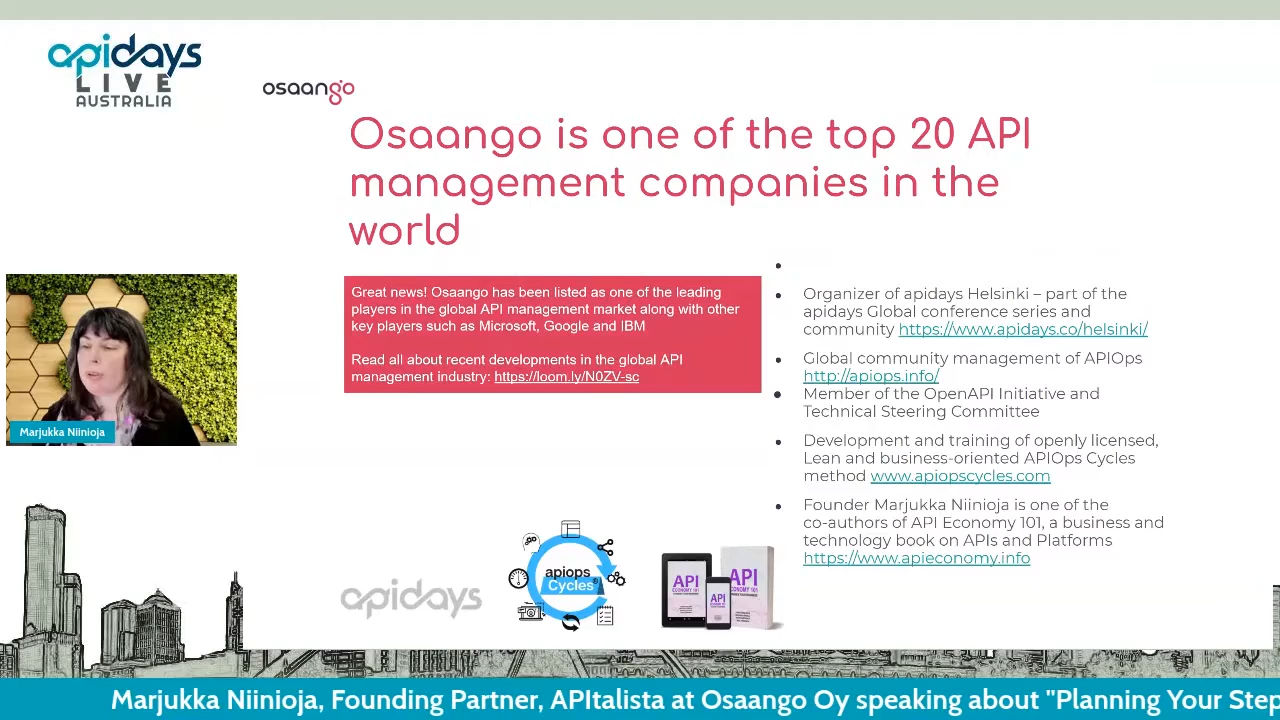 apidays
LIVE
AUSTRALIA
osaango
Osaango is one of the top 20 API
management companies in the
world
Great news! Osaango has been listed as one of the leading
players in the global API management market along with other
key players such as Microsoft, Google and IBM
Read all about recent developments in the global API
management industry: https://loom.ly/N0ZV-sc
Organizer of apidays Helsinki – part of the
apidays Global conference series and
community https://www.apidays.co/helsinki/
Global community management of APIOps
http://apiops.info/
Member of the OpenAPI Initiative and
Technical Steering Committee
Development and training of openly licensed,
Lean and business-oriented APIOps Cycles
method www.apiopscycles.com
Founder Marjukka Niinioja is one of the
co-authors of API Economy 101, a business and
technology book on APIs and Platforms
https://www.apieconomy.info
Marjukka Niinioja
apidays
apiops
Cycles®
API
ECONOMY 101
API
ECONOMY 101
API
ECONOMY 101
Marjukka Niinioja, Founding Partner, APItalista at Osaango Oy speaking about "Planning Your Step